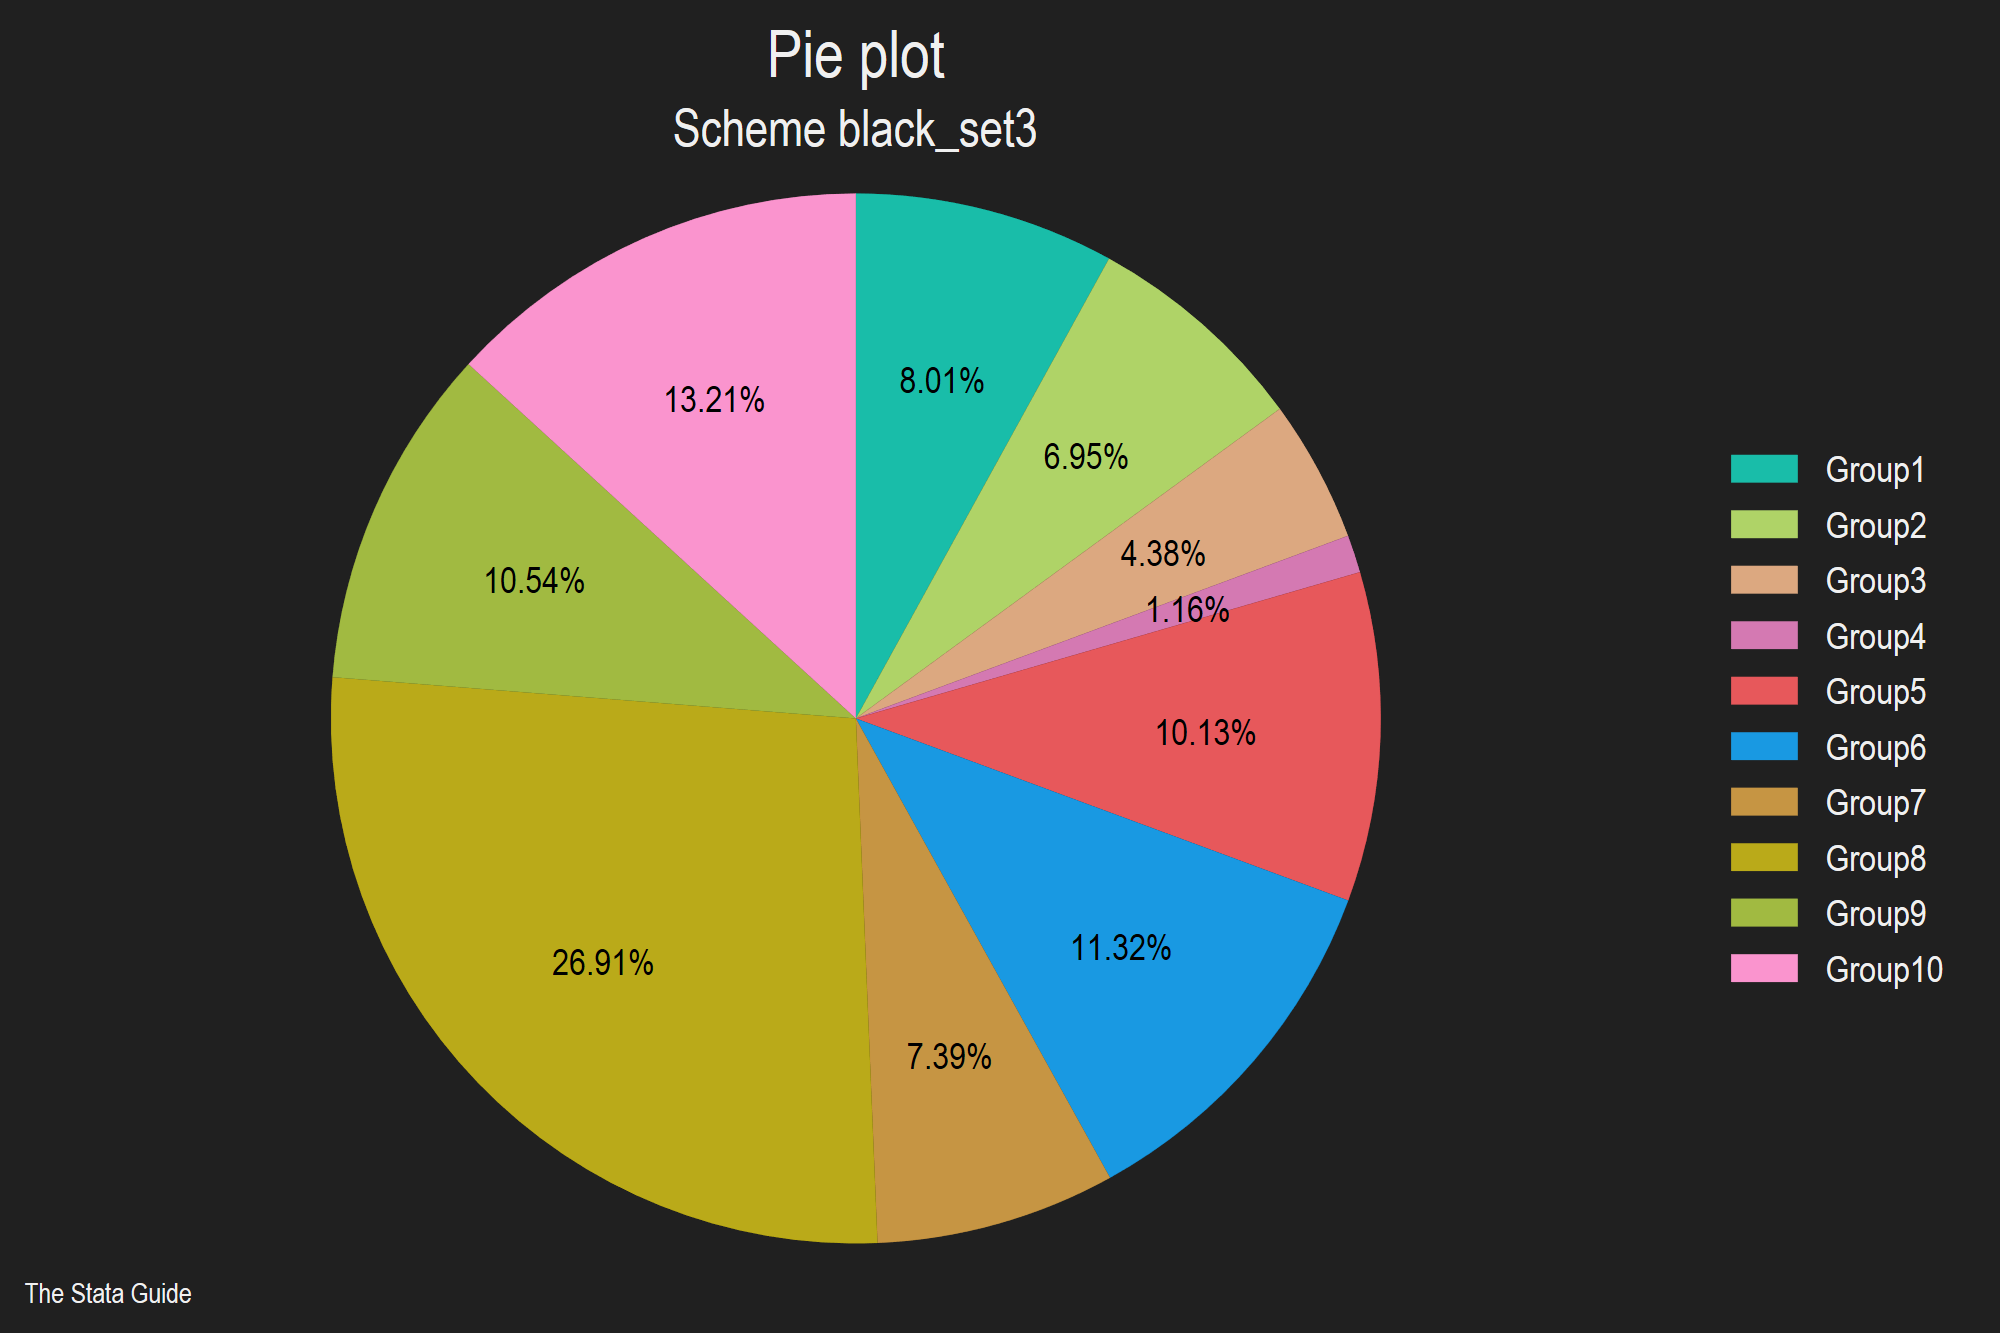 Pie plot
Scheme black_set3
13.21%
8.01%
6.95%
4.38%
1.16%
10.54%
10.13%
11.32%
26.91%
7.39%
Group1
Group2
Group3
Group4
Group5
Group6
Group7
Group8
Group9
Group10
The Stata Guide